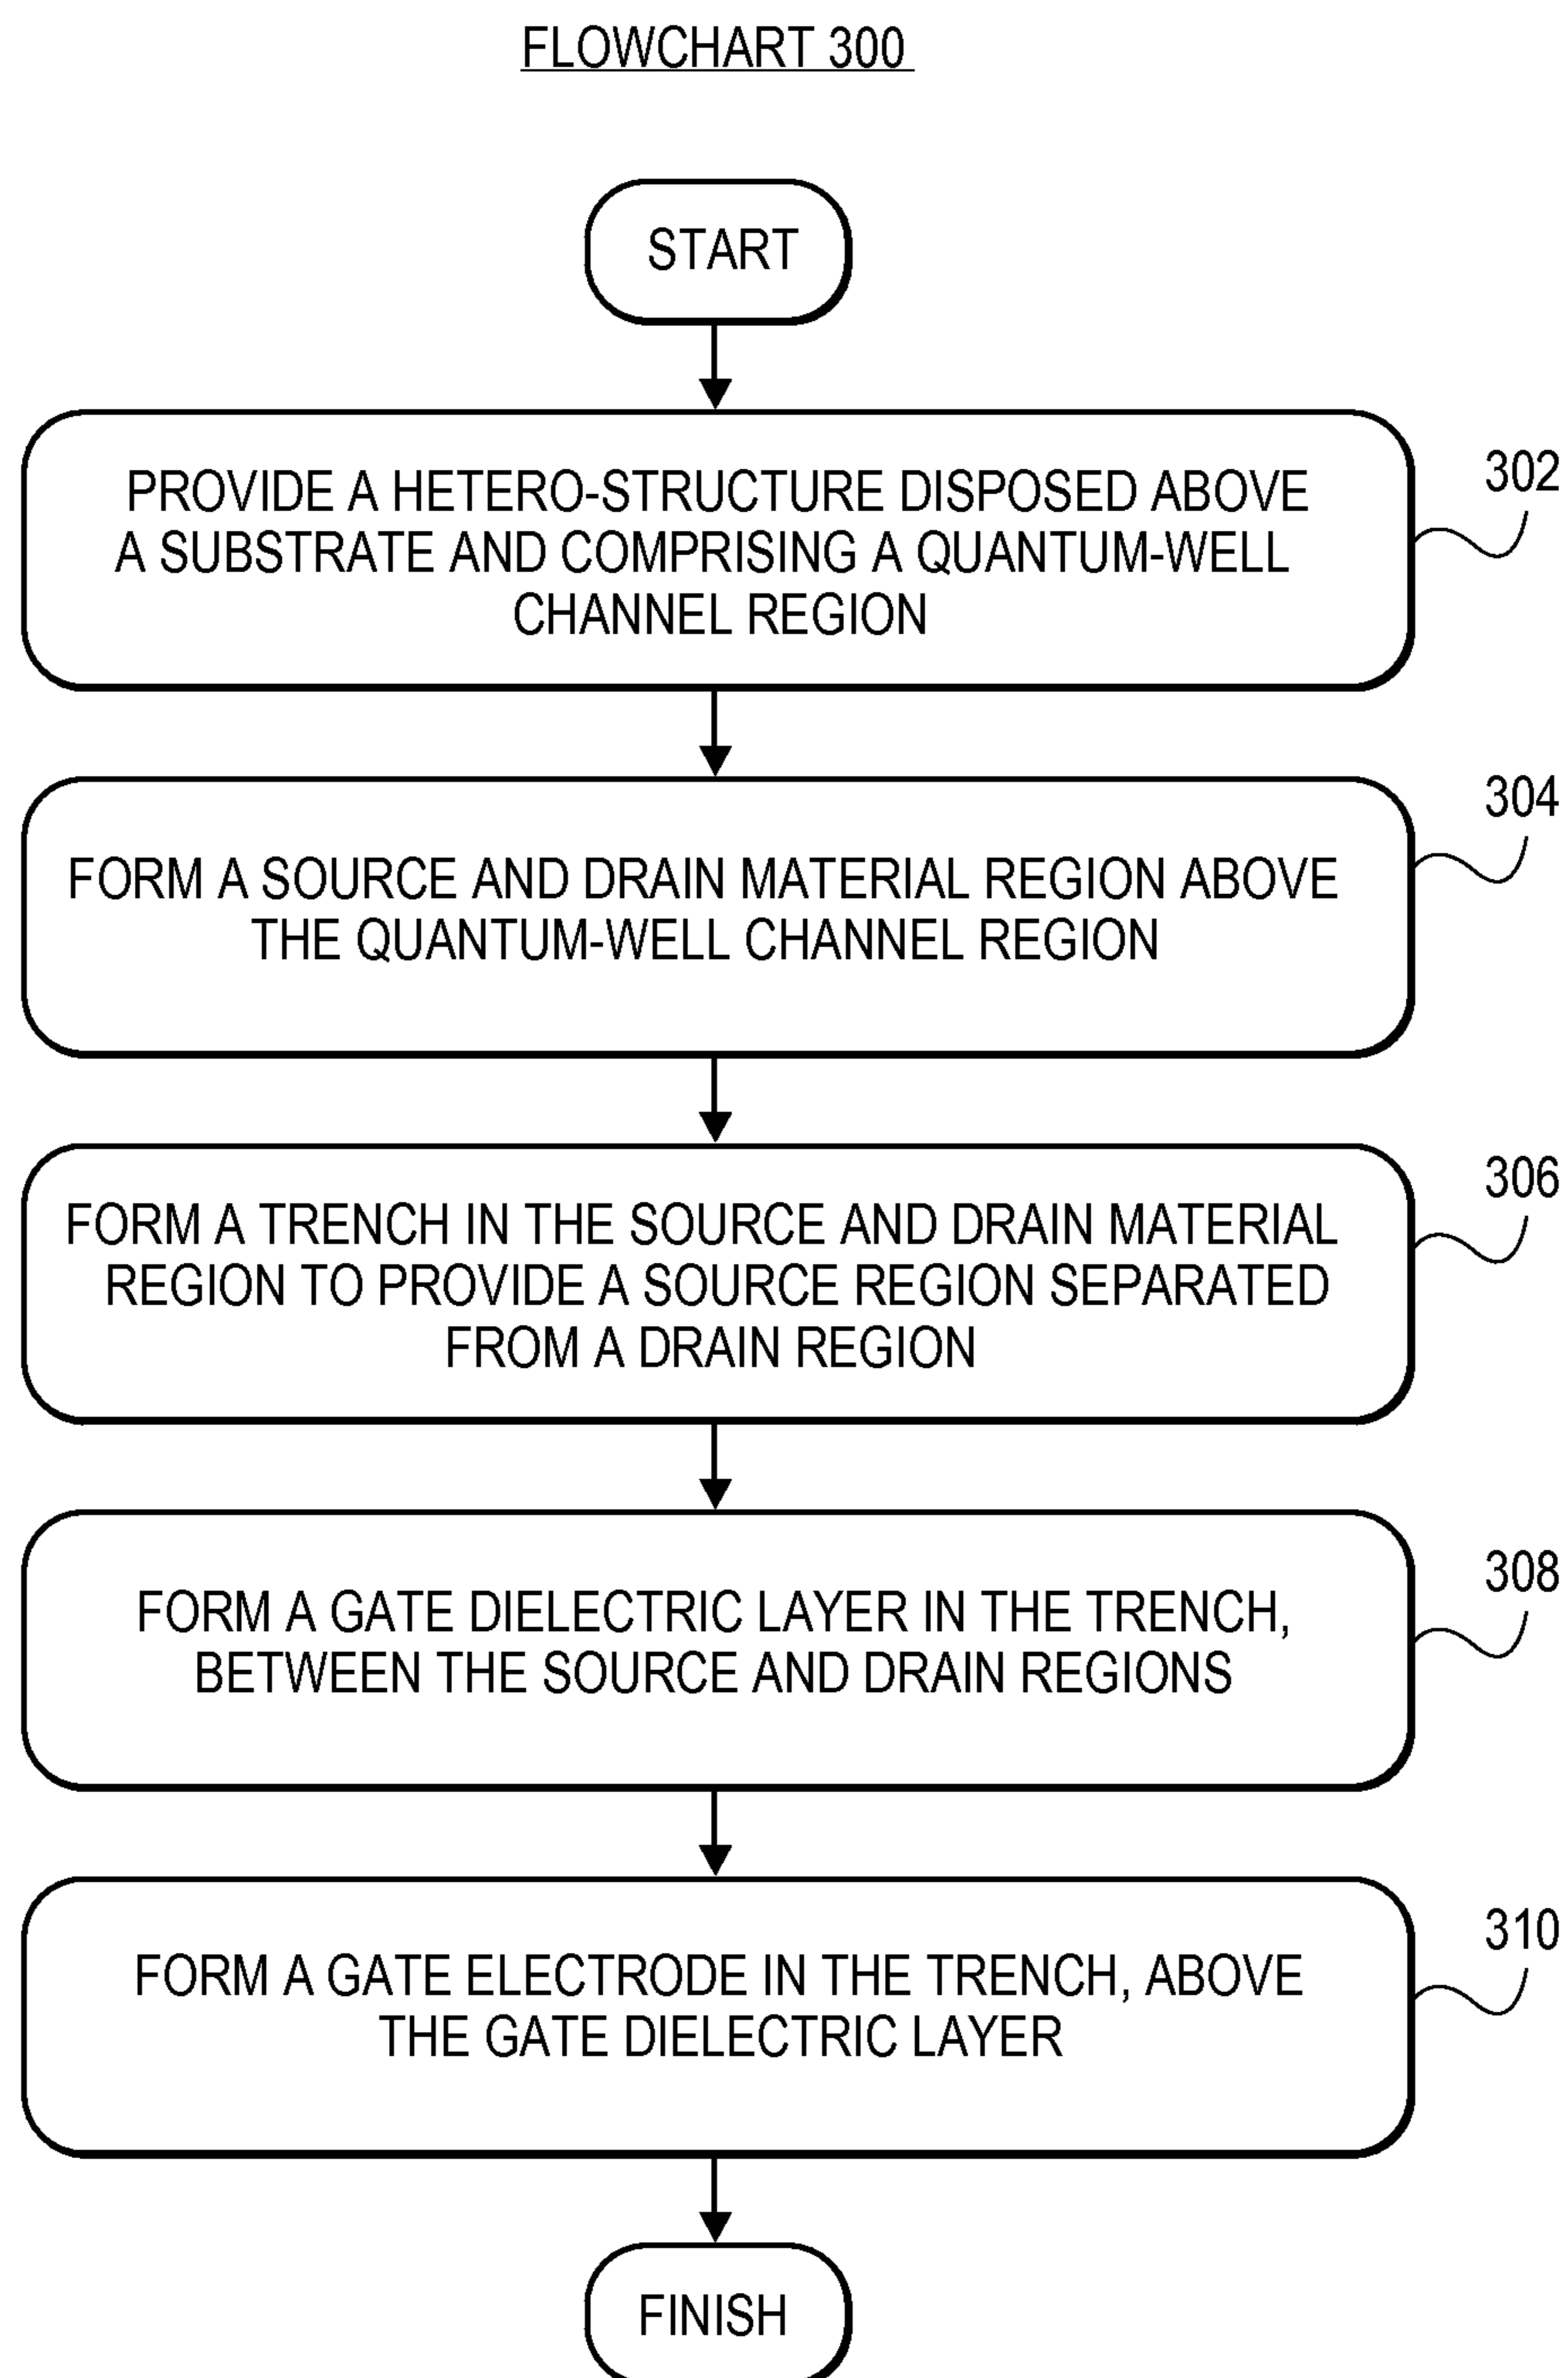 FLOWCHART 300
START
PROVIDE A HETERO-STRUCTURE DISPOSED ABOVE
A SUBSTRATE AND COMPRISING A QUANTUM-WELL
CHANNEL REGION
302
FORM A SOURCE AND DRAIN MATERIAL REGION ABOVE
THE QUANTUM-WELL CHANNEL REGION
304
FORM A TRENCH IN THE SOURCE AND DRAIN MATERIAL
REGION TO PROVIDE A SOURCE REGION SEPARATED
FROM A DRAIN REGION
306
FORM A GATE DIELECTRIC LAYER IN THE TRENCH,
BETWEEN THE SOURCE AND DRAIN REGIONS
308
FORM A GATE ELECTRODE IN THE TRENCH, ABOVE
THE GATE DIELECTRIC LAYER
310
FINISH